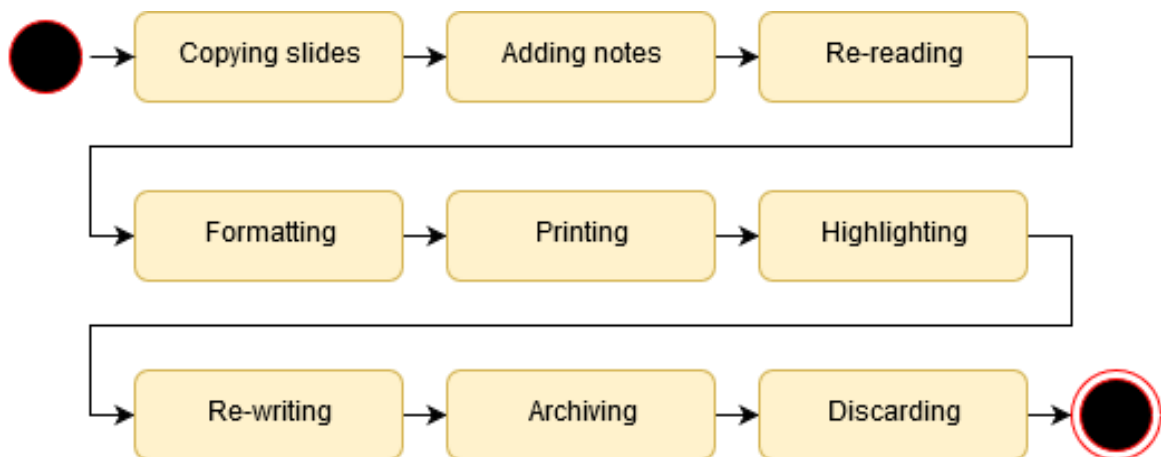 Copying slides
Adding notes
Re-reading
Formatting
Printing
Highlighting
Re-writing
Archiving
Discarding